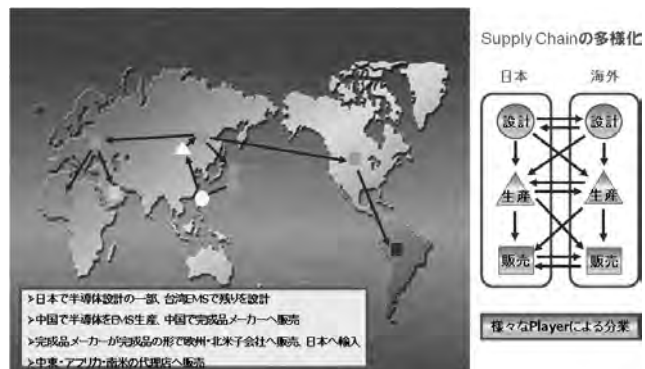 Supply Chainの多様化
日本 海外
設計 設計
生産 生産
販売 販売
様々なPlayerによる分業
➢日本で半導体設計の一部、台湾EMSで残りを設計
➢中国で半導体をEMS生産、中国で完成品メーカーへ販売
➢完成品メーカーが完成品の形で欧州・北米子会社へ販売、日本へ輸入
➢中東・アフリカ・南米の代理店へ販売